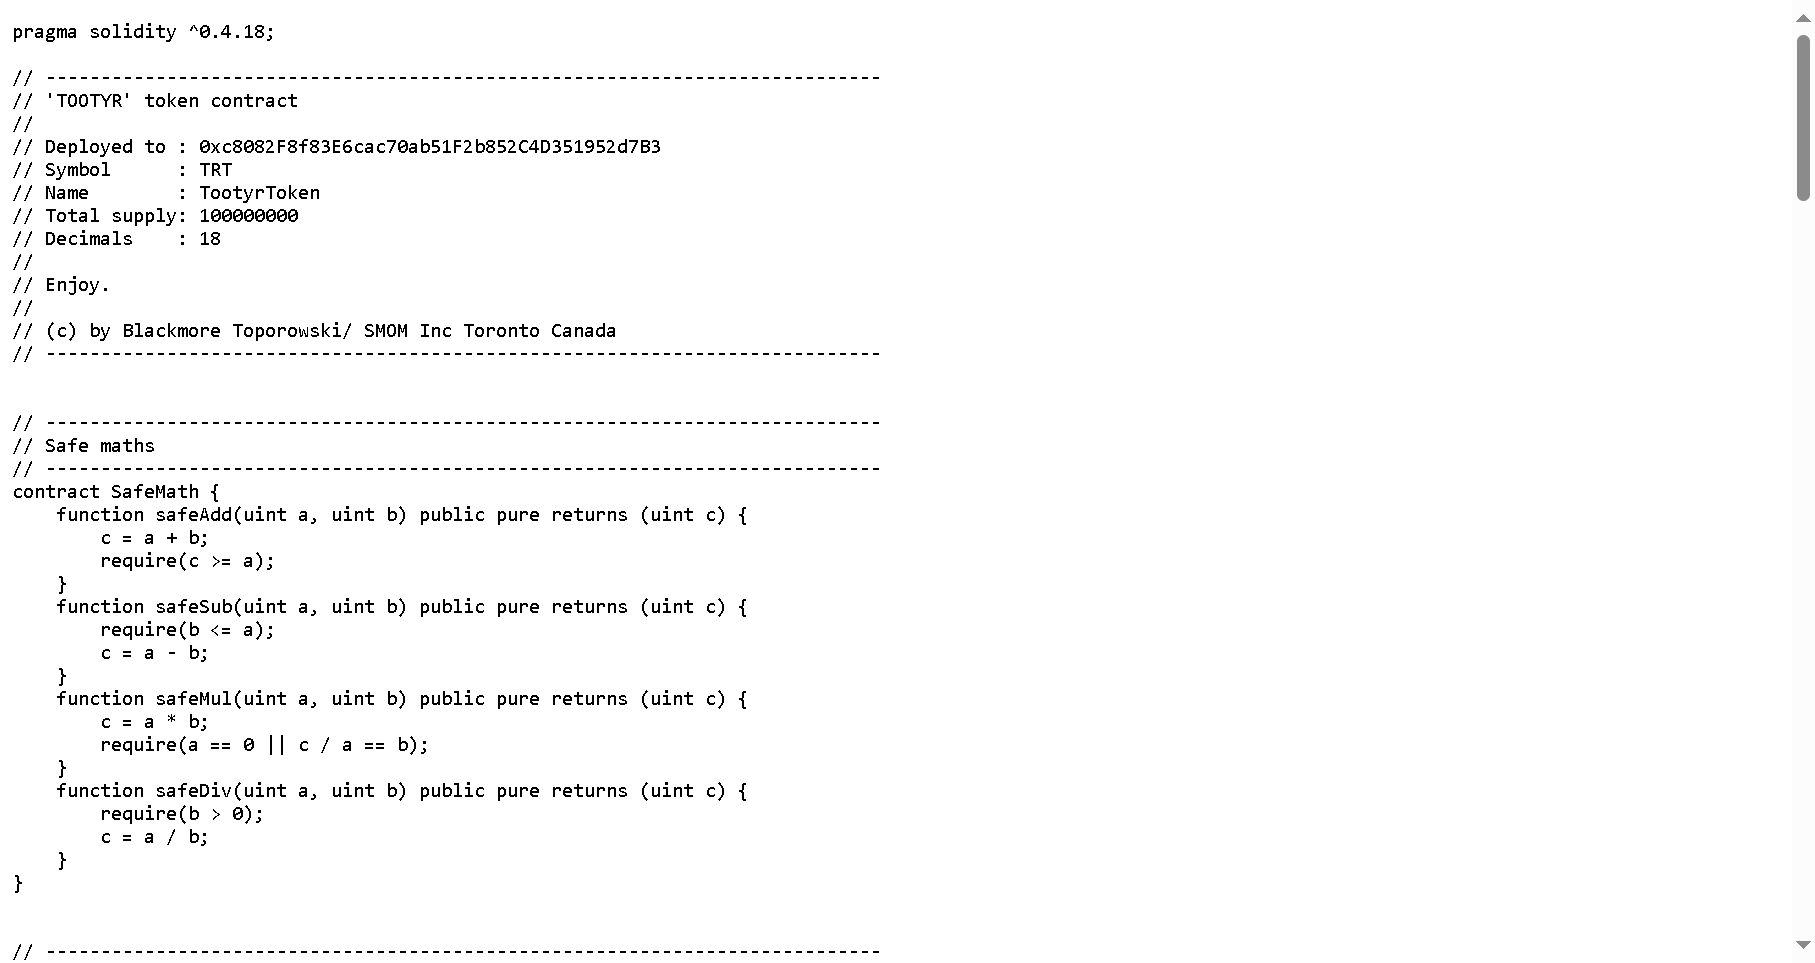 pragma solidity ^0.4.18;
// ----------------------------------------------------------------------------
// 'TOOTYR' token contract
//
// Deployed to : 0xc8082F8f83E6cac70ab51F2b852C4D351952d7B3
// Symbol      : TRT
// Name        : TootyrToken
// Total supply: 100000000
// Decimals    : 18
//
// Enjoy.
//
// (c) by Blackmore Toporowski/ SMOM Inc Toronto Canada
// ----------------------------------------------------------------------------
// ----------------------------------------------------------------------------
// Safe maths
// ----------------------------------------------------------------------------
contract SafeMath {
    function safeAdd(uint a, uint b) public pure returns (uint c) {
        c = a + b;
        require(c >= a);
    }
    function safeSub(uint a, uint b) public pure returns (uint c) {
        require(b <= a);
        c = a - b;
    }
    function safeMul(uint a, uint b) public pure returns (uint c) {
        c = a * b;
        require(a == 0 || c / a == b);
    }
    function safeDiv(uint a, uint b) public pure returns (uint c) {
        require(b > 0);
        c = a / b;
    }
}
// ----------------------------------------------------------------------------